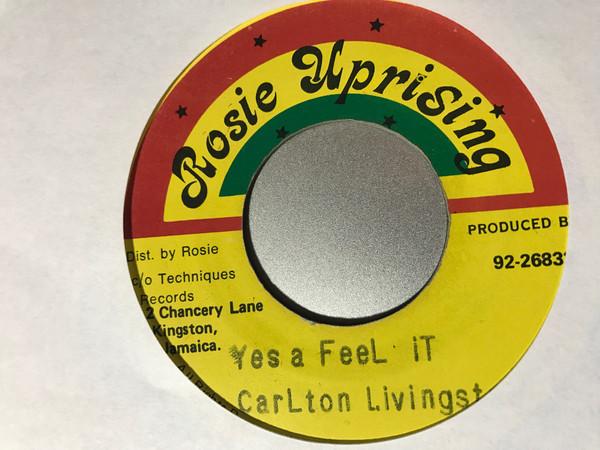 Rosie Uprising
PRODUCED B
92-2683
Dist. by Rosie
c/o Techniques
Records
2 Chancery Lane
Kingston,
Jamaica.
Yes a FeeL iT
CarLton Livingst